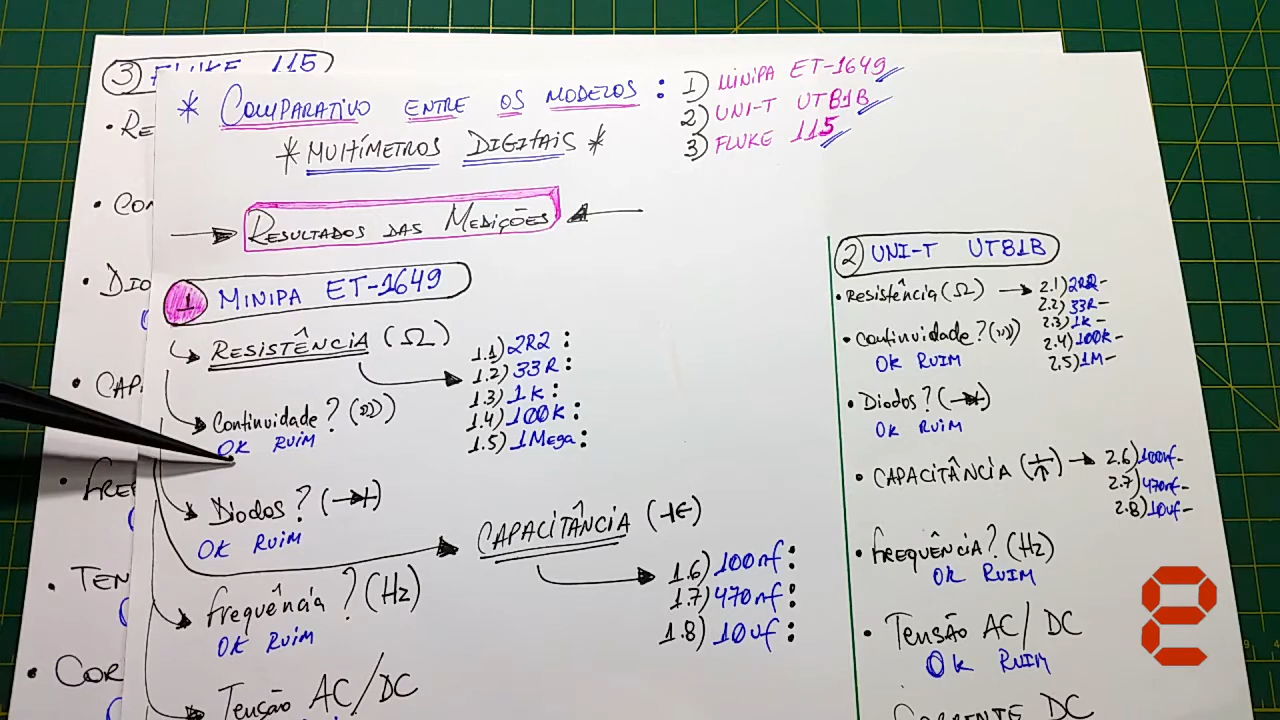 3 FLUKE 115
* COMPARATIVO ENTRE OS MODELOS :
1) MINIPA ET-1649
2) UNI-T UT81B
3) FLUKE 115
* MULTÍMETROS DIGITAIS *
RESULTADOS DAS MEDIÇÕES
1 MINIPA ET-1649
RESISTÊNCIA (Ω)
1.1) 2R2 :
1.2) 33R :
1.3) 1K :
1.4) 100K :
1.5) 1Mega :
Continuidade ?
OK RUIM
Diodos ?
OK RUIM
CAPACITÂNCIA
1.6) 100nf :
1.7) 470nf :
1.8) 10uf :
Frequência ? (Hz)
OK RUIM
Tensão AC/DC
2 UNI-T UT81B
• Resistência (Ω)
2.1) 2R2 -
2.2) 33R -
2.3) 1K -
2.4) 100K -
2.5) 1M -
• Continuidade ?
OK RUIM
• Diodos ?
OK RUIM
• CAPACITÂNCIA
2.6) 100nf -
2.7) 470nf -
2.8) 10uf -
• Frequência ? (Hz)
OK RUIM
• Tensão AC/DC
OK RUIM
CORRENTE DC
• RE
• CON
• DIO
• CAP
• FRE
• TEN
• COR
e